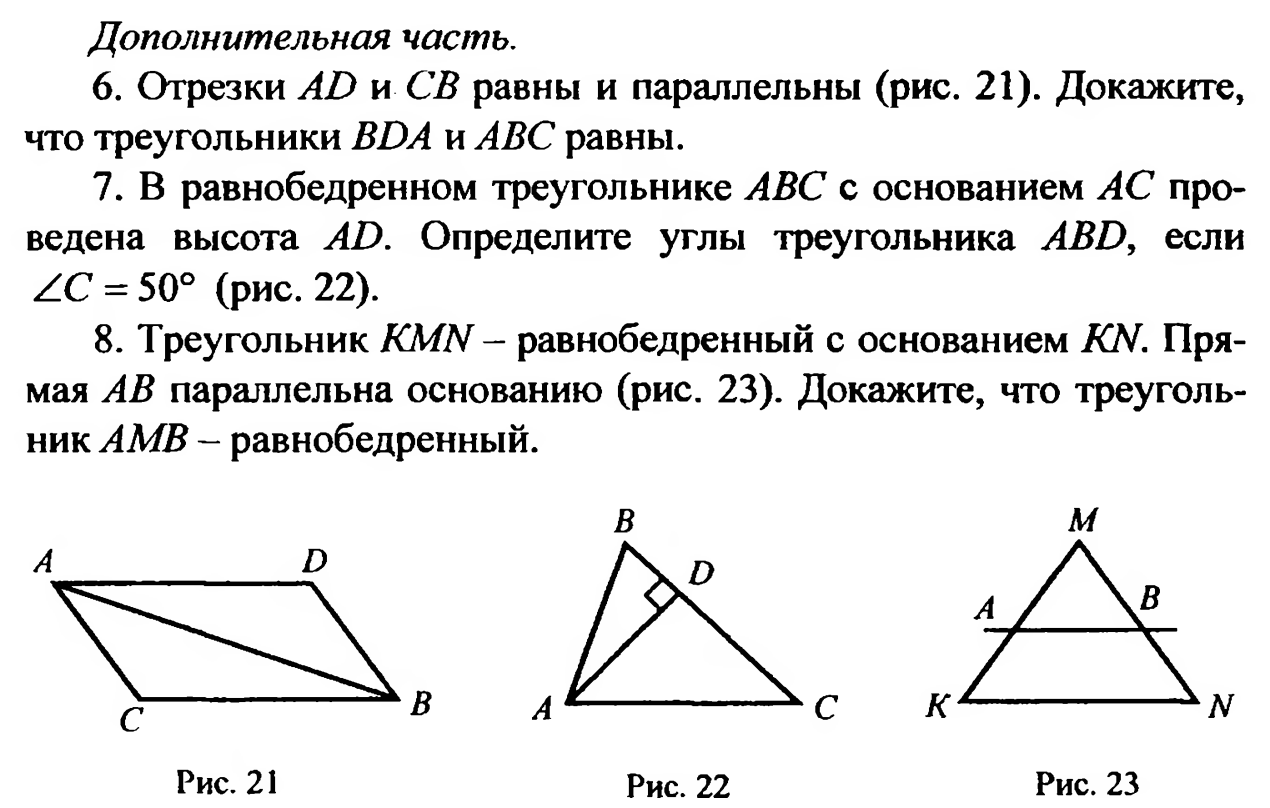 Дополнительная часть.
6. Отрезки AD и CB равны и параллельны (рис. 21). Докажите,
что треугольники BDA и ABC равны.
7. В равнобедренном треугольнике ABC с основанием AC про-
ведена высота AD. Определите углы треугольника ABD, если
∠C = 50° (рис. 22).
8. Треугольник KMN – равнобедренный с основанием KN. Пря-
мая AB параллельна основанию (рис. 23). Докажите, что треуголь-
ник AMB – равнобедренный.
A
D
C
B
Рис. 21
B
D
A
C
Рис. 22
M
A
B
K
N
Рис. 23